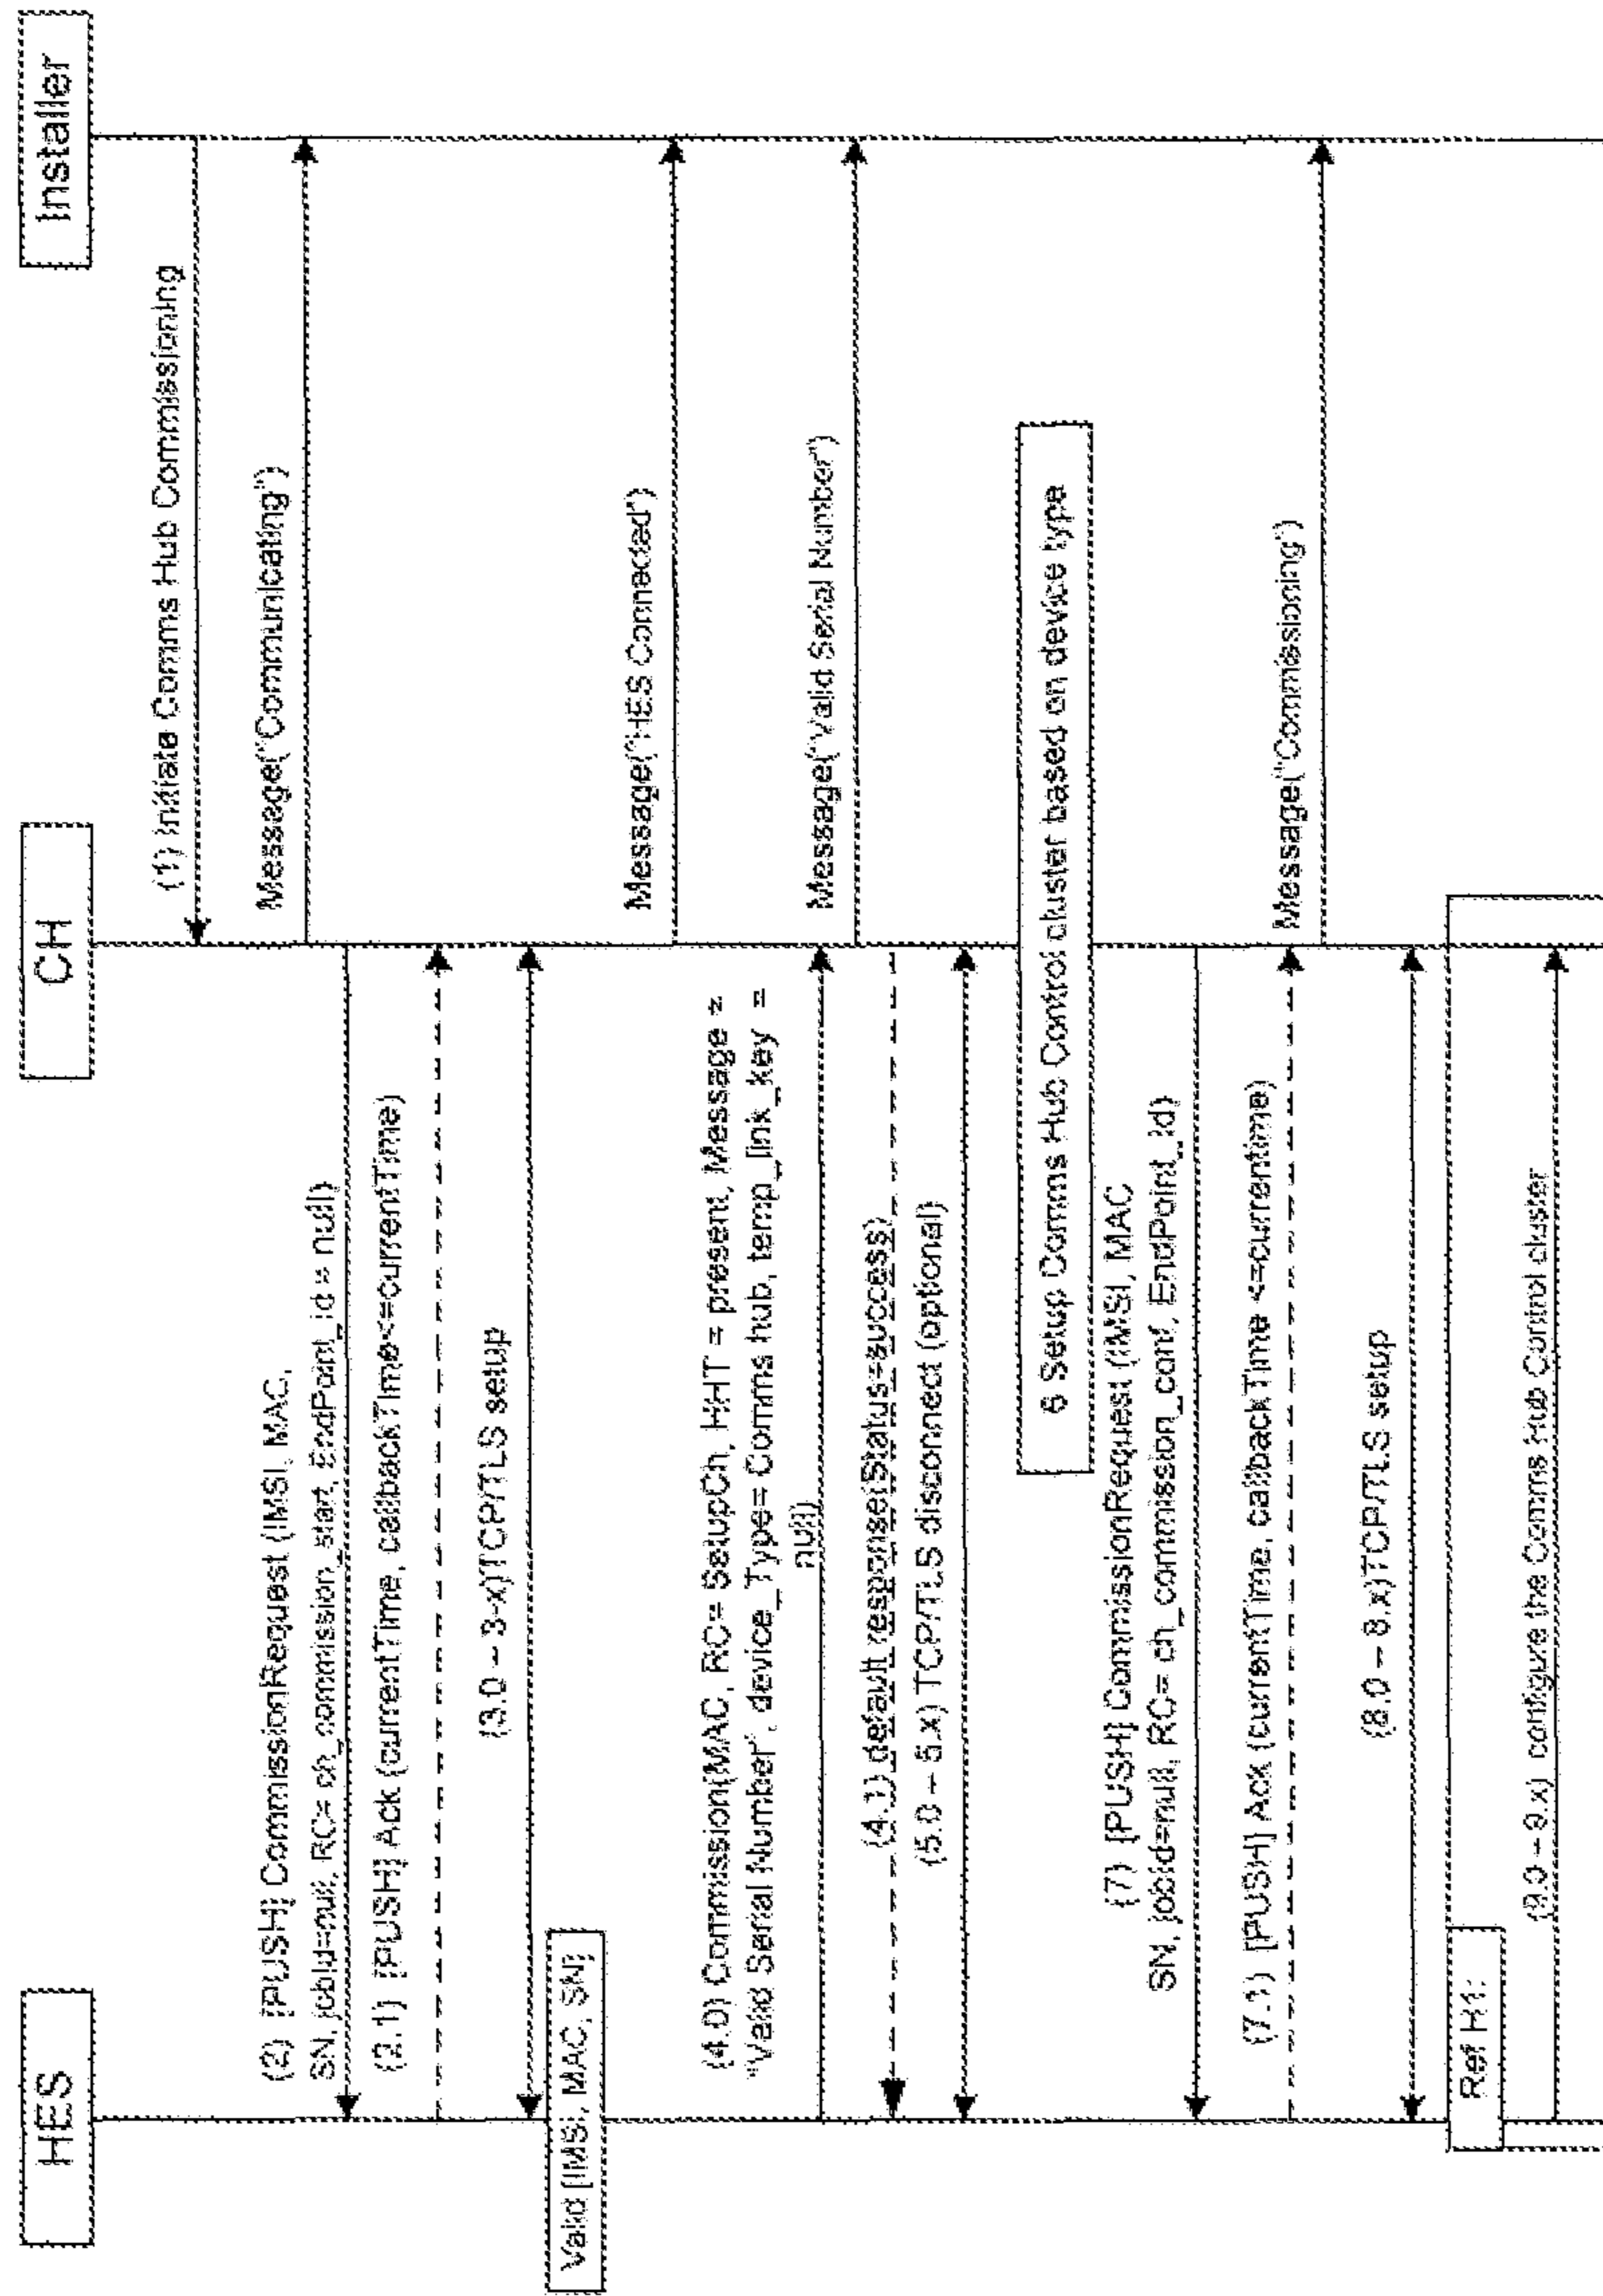 HES
CH
Installer
(1) Initiate Comms Hub Commissioning
Message("Communicating")
(2) [PUSH] CommissionRequest (IMSI, MAC,
SN, jobid=null, RC= ch_commission_start, EndPoint_id = null)
(2.1) [PUSH] Ack (currentTime, callbackTime<=currentTime)
(3.0 – 3-x)TCP/TLS setup
Valid [IMSI, MAC, SN]
Message("HES Connected")
(4.0) Commission(MAC, RC= SetupCh, HHT = present, Message =
"Valid Serial Number", device_Type= Comms hub, temp_link_key =
null)
Message("Valid Serial Number")
(4.1) default response(Status=success)
(5.0 – 5.x) TCP/TLS disconnect (optional)
6 Setup Comms Hub Control cluster based on device type
(7) [PUSH] CommissionRequest (IMSI, MAC
SN, jobid=null, RC= ch_commission_conf, EndPoint_id)
(7.1) [PUSH] Ack (currentTime, callbackTime <=currentime)
Message("Commissioning")
(8.0 – 8.x)TCP/TLS setup
Ref H1:
(9.0 – 9.x) configure the Comms Hub Control cluster